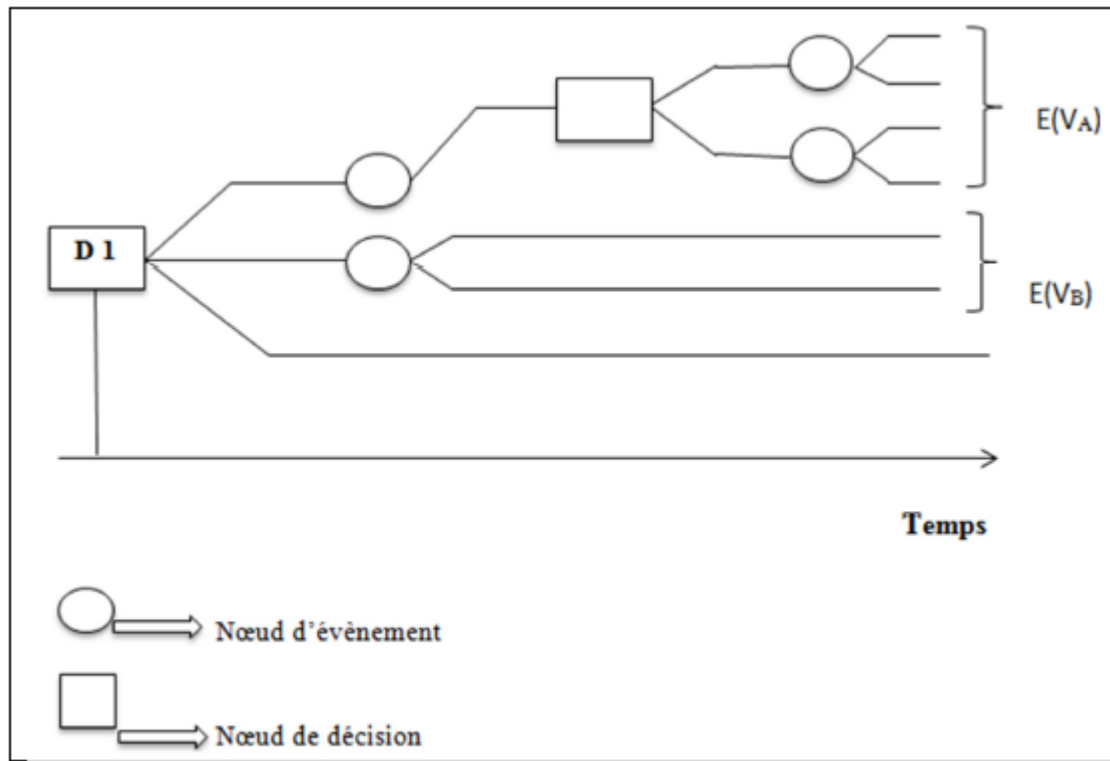 E(VA)
D 1
E(VB)
Temps
Nœud d'évènement
Nœud de décision